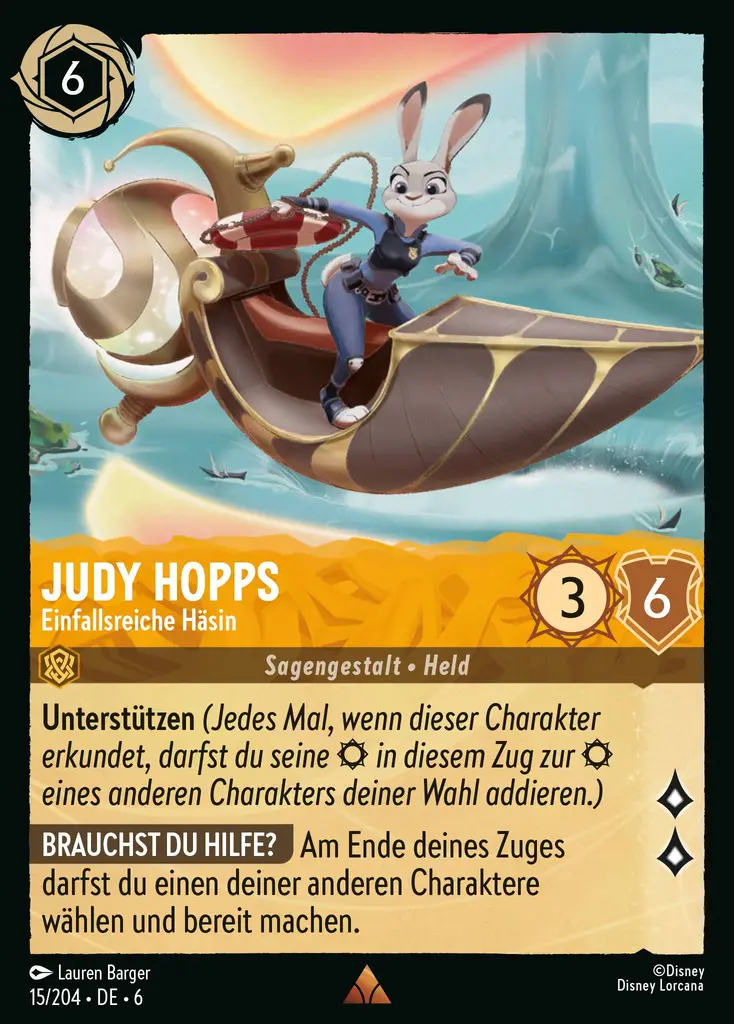 6
JUDY HOPPS
Einfallsreiche Häsin
3
6
Sagengestalt • Held
Unterstützen (Jedes Mal, wenn dieser Charakter
erkundet, darfst du seine in diesem Zug zur
eines anderen Charakters deiner Wahl addieren.)
BRAUCHST DU HILFE? Am Ende deines Zuges
darfst du einen deiner anderen Charaktere
wählen und bereit machen.
Lauren Barger
15/204 • DE • 6
©Disney
Disney Lorcana